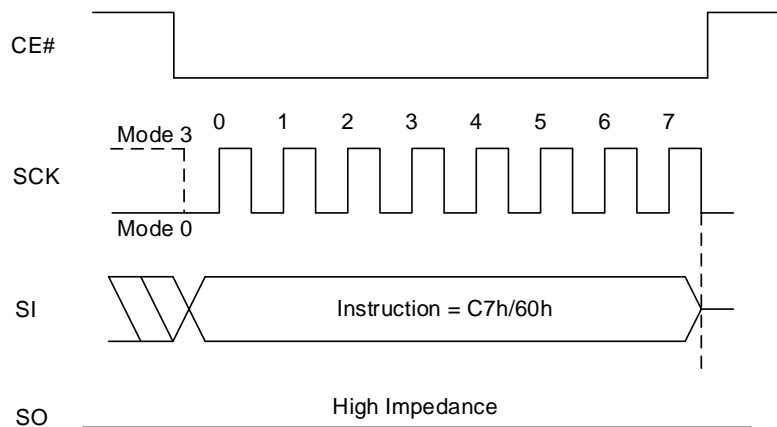 CE#
Mode 3
0 1 2 3 4 5 6 7
SCK
Mode 0
SI
Instruction = C7h/60h
SO
High Impedance